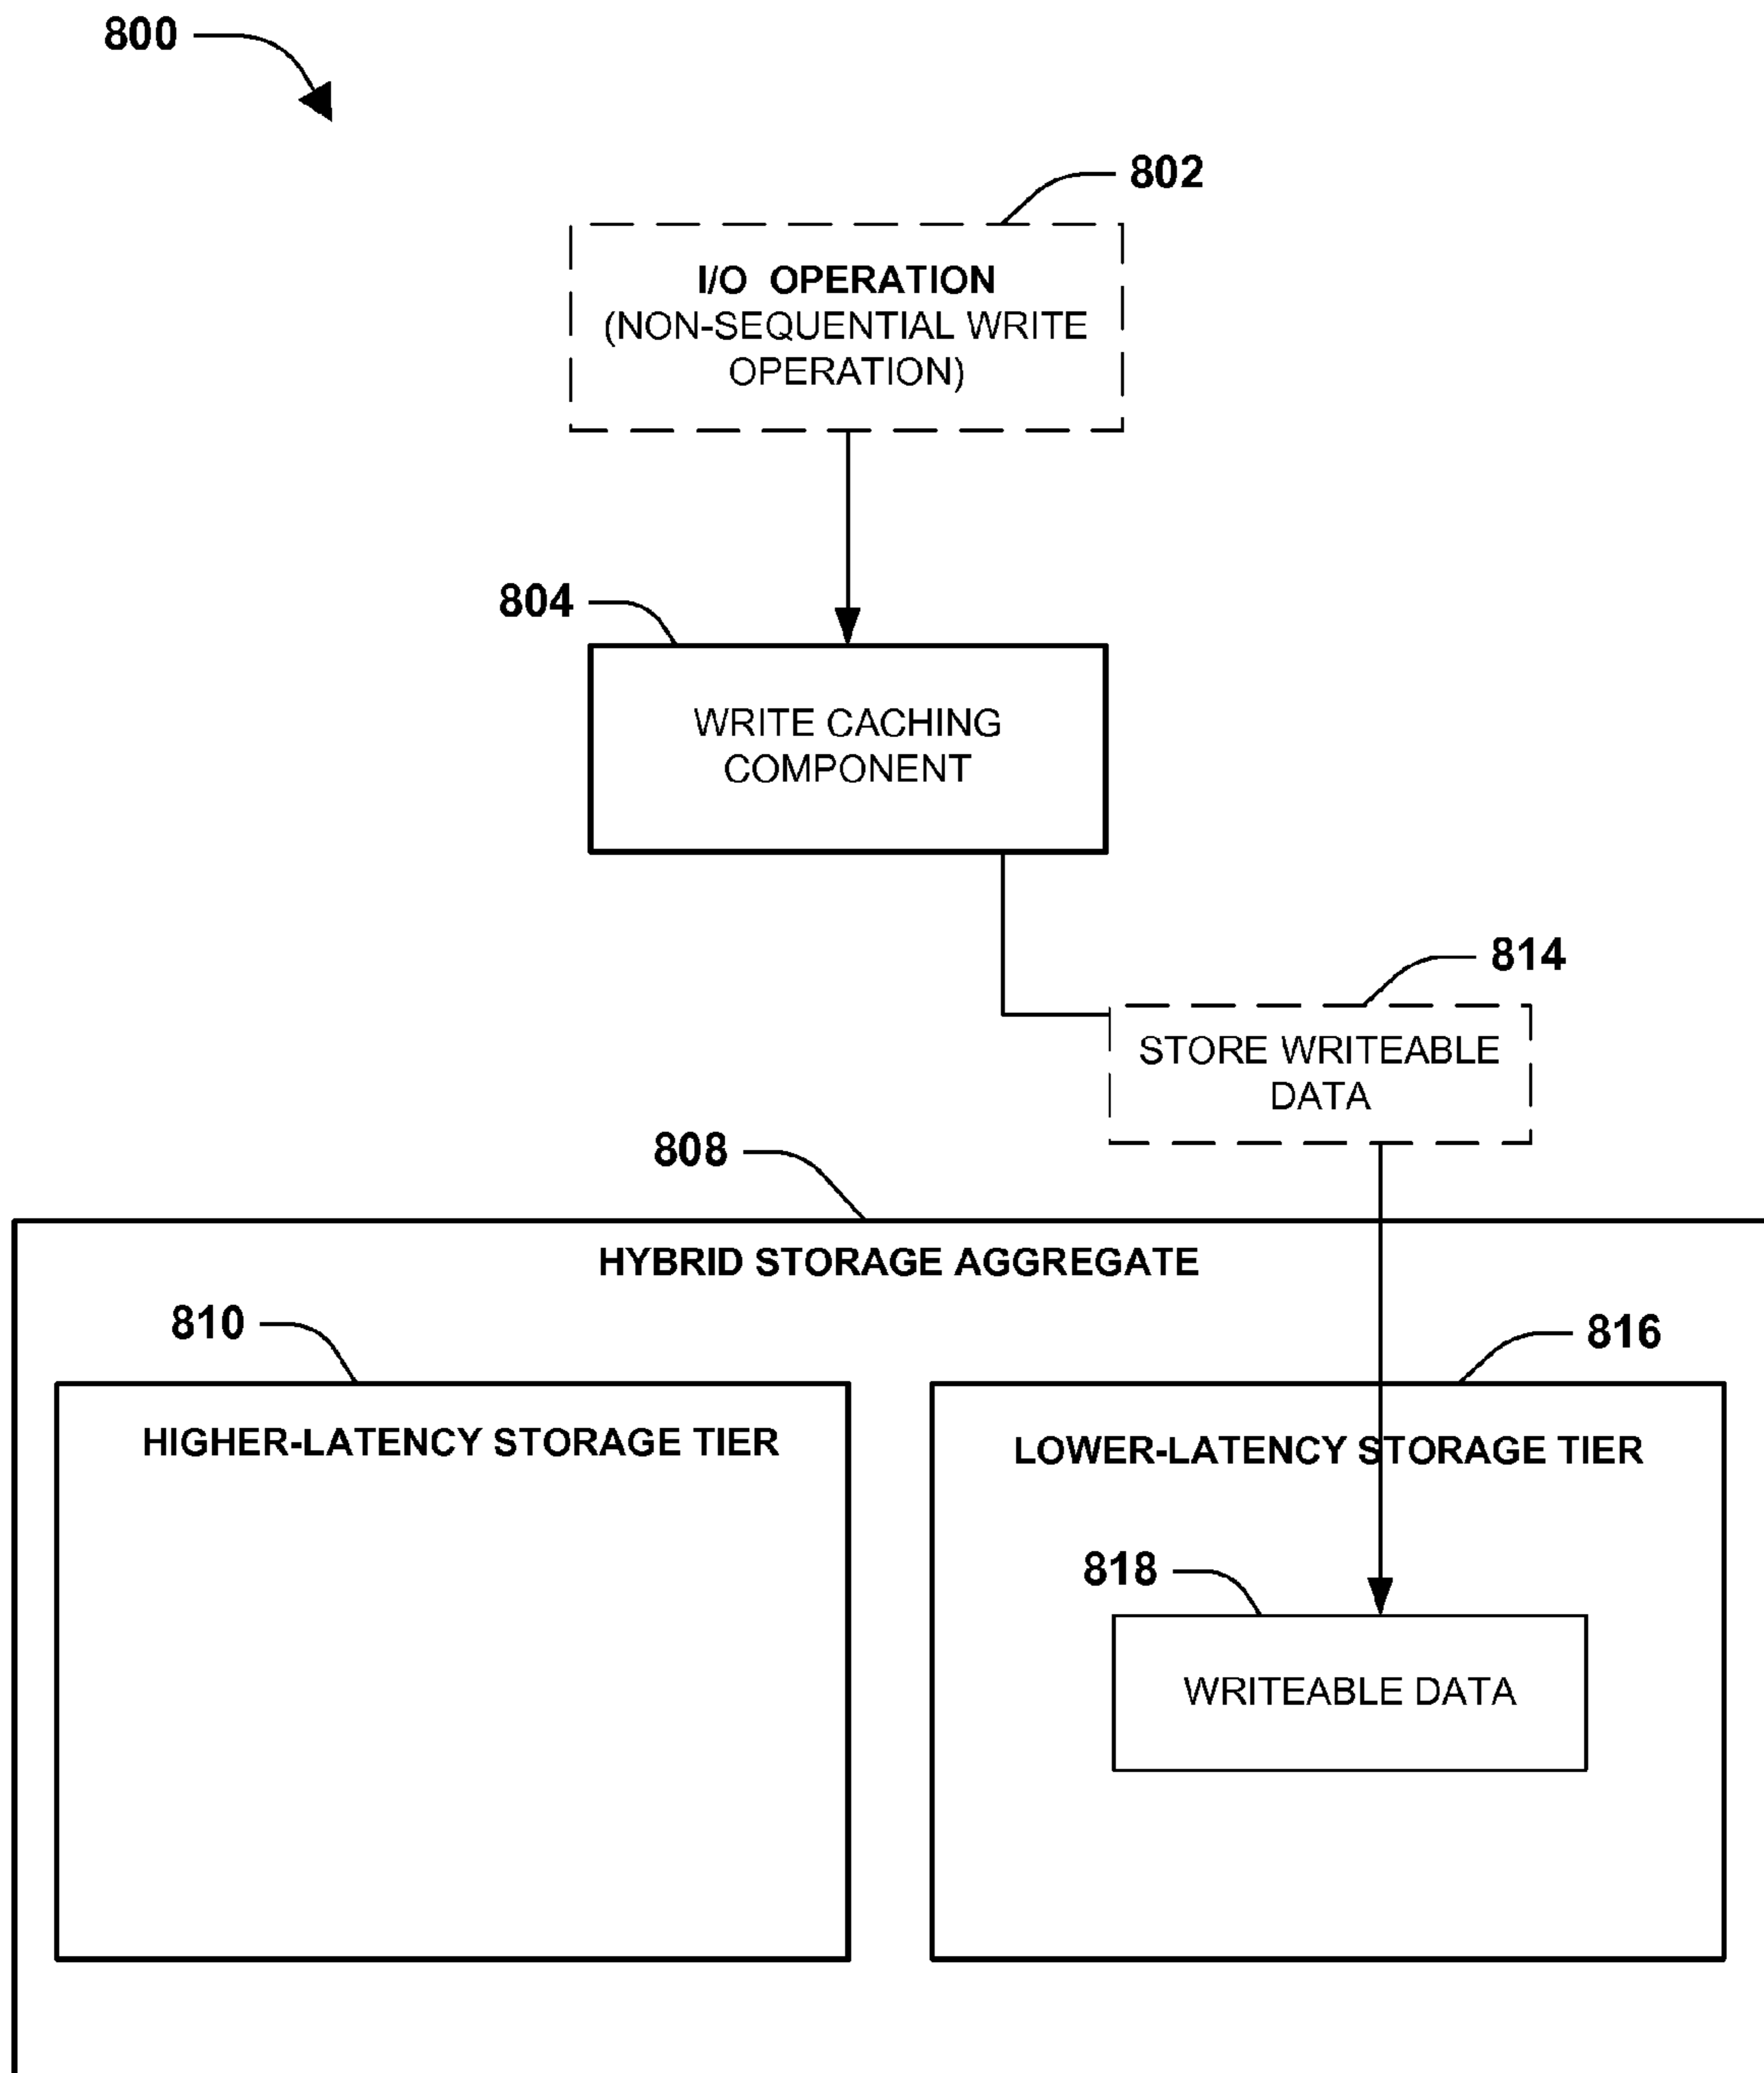 800
802
I/O OPERATION
(NON-SEQUENTIAL WRITE
OPERATION)
804
WRITE CACHING
COMPONENT
814
STORE WRITEABLE
DATA
808
HYBRID STORAGE AGGREGATE
810
816
HIGHER-LATENCY STORAGE TIER
LOWER-LATENCY STORAGE TIER
818
WRITEABLE DATA